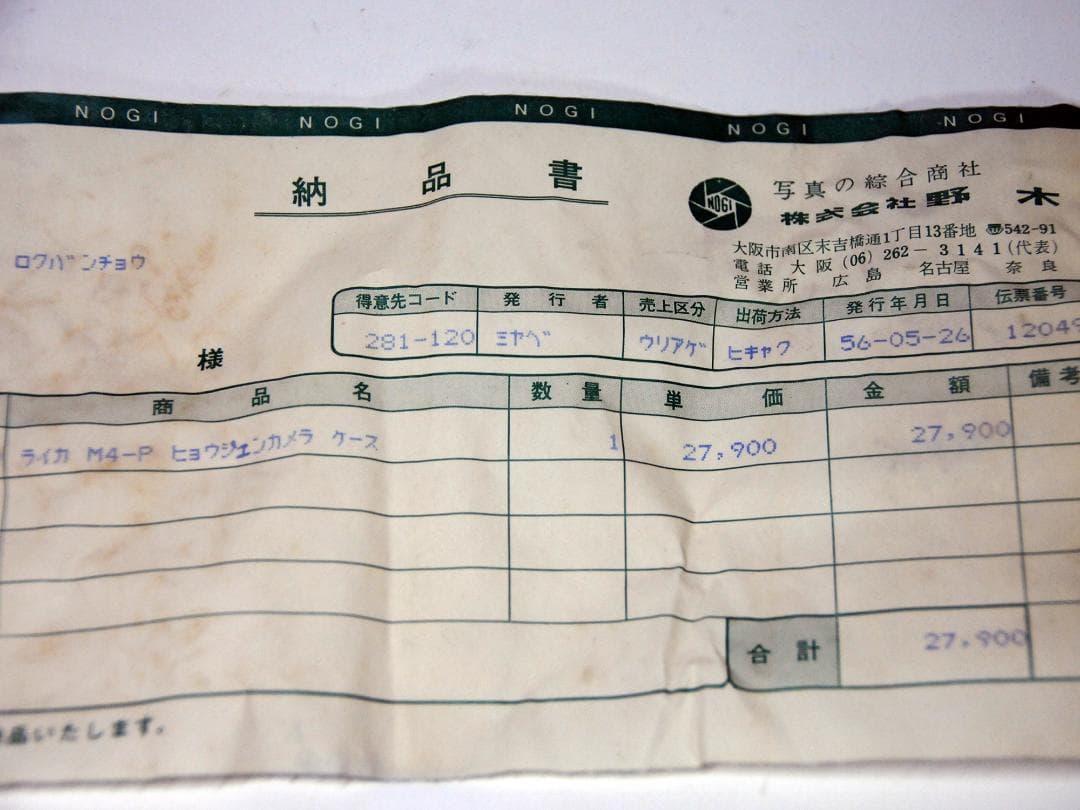 NOGI NOGI NOGI NOGI NOGI
納品書
NOGI
写真の綜合商社
株式会社野木
大阪市南区末吉橋通1丁目13番地 〒542-91
電話 大阪 (06) 262-3141 (代表)
営業所 広島 名古屋 奈良
ロクバンチョウ
様
得意先コード 発行者 売上区分 出荷方法 発行年月日 伝票番号
281-120 ミヤベ ウリアゲ ヒキャク 56-05-26 12049
商品名 数量 単価 金額 備考
ライカ M4-P ヒョウジェンカメラ ケース 1 27,900 27,900
合計 27,900
いたします。